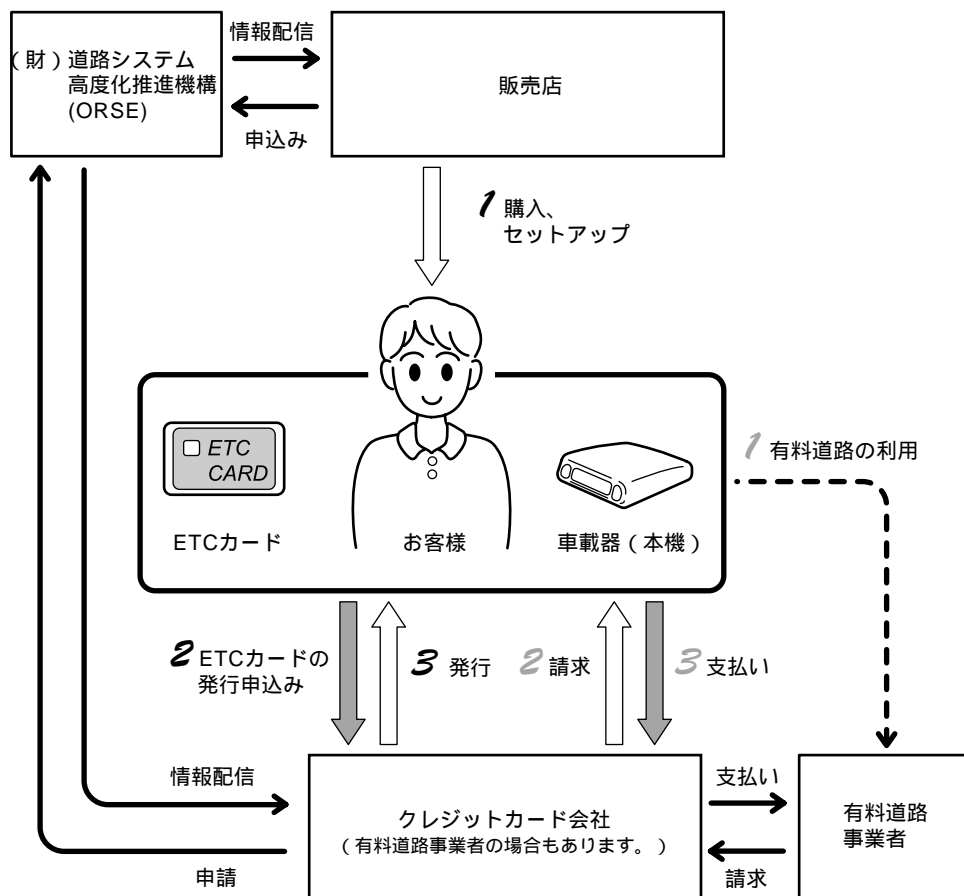 （財）道路システム
高度化推進機構
(ORSE)
情報配信
申込み
販売店
1 購入、
セットアップ
ETC
CARD
ETCカード
お客様
車載器（本機）
1 有料道路の利用
2 ETCカードの
発行申込み
3 発行
2 請求
3 支払い
情報配信
申請
クレジットカード会社
（有料道路事業者の場合もあります。）
支払い
請求
有料道路
事業者